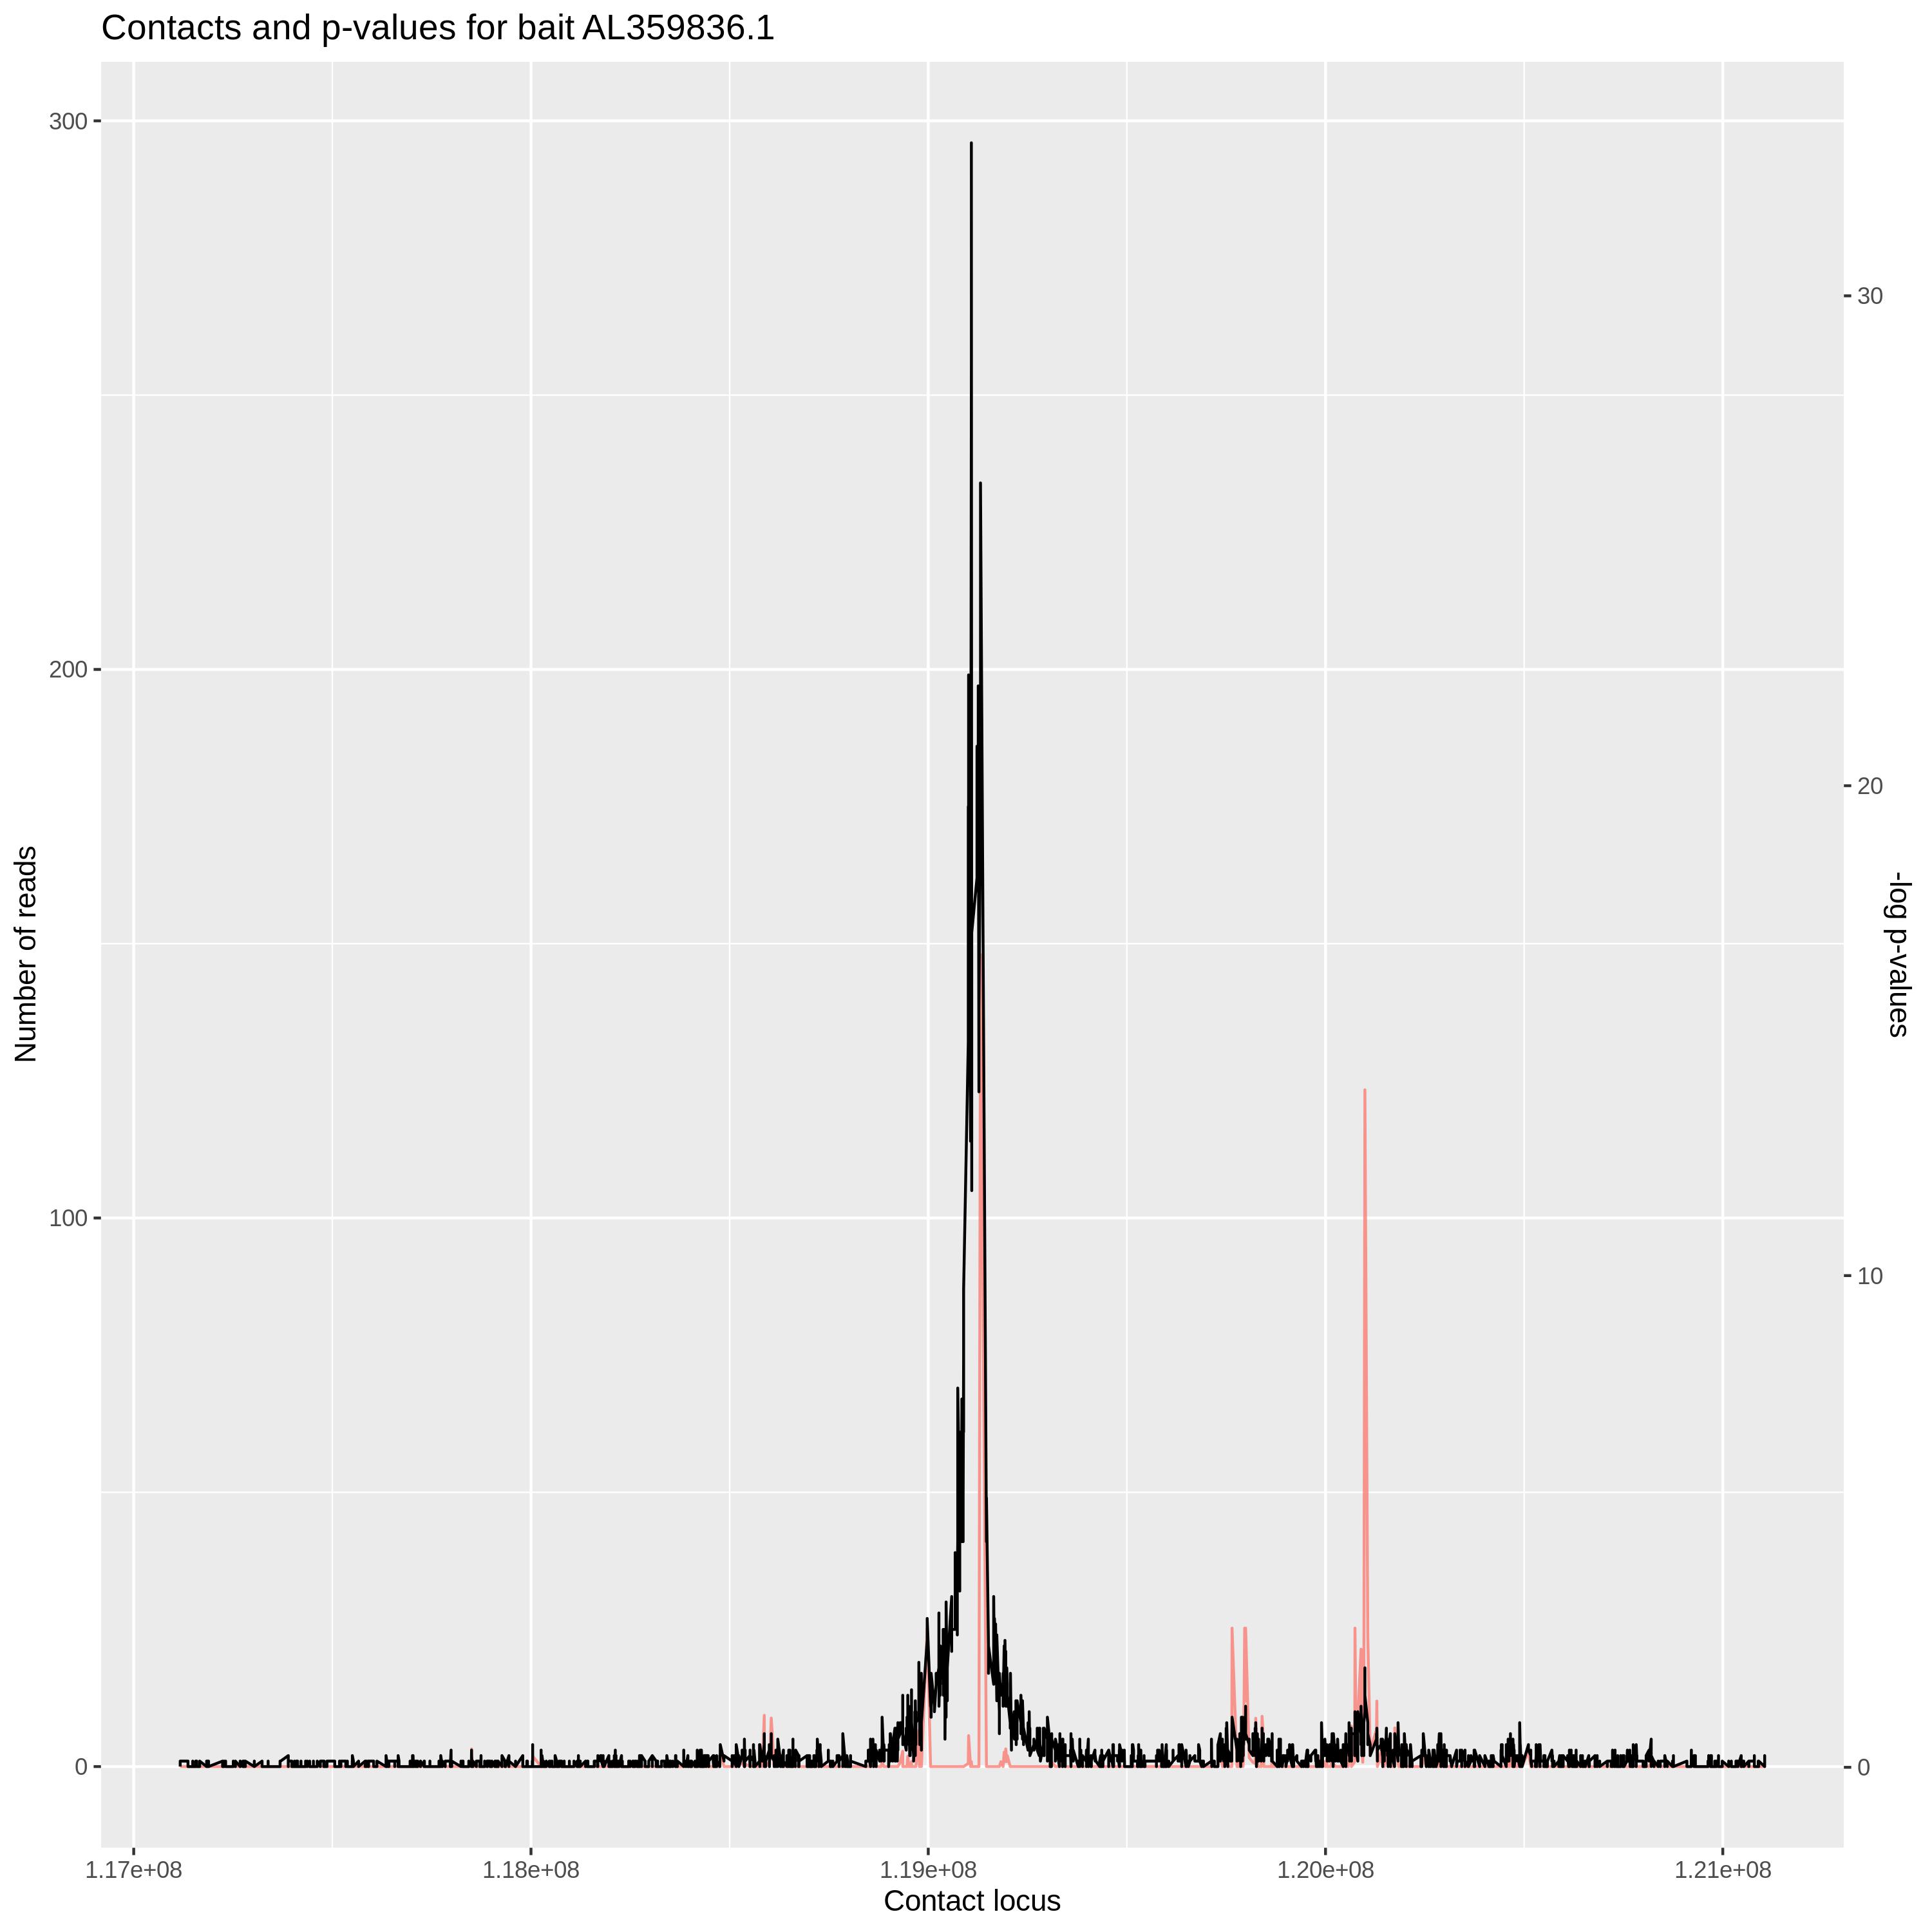 Contacts and p-values for bait AL359836.1
300
200
100
0
Number of reads
30
20
10
0
-log p-values
1.17e+08
1.18e+08
1.19e+08
1.20e+08
1.21e+08
Contact locus